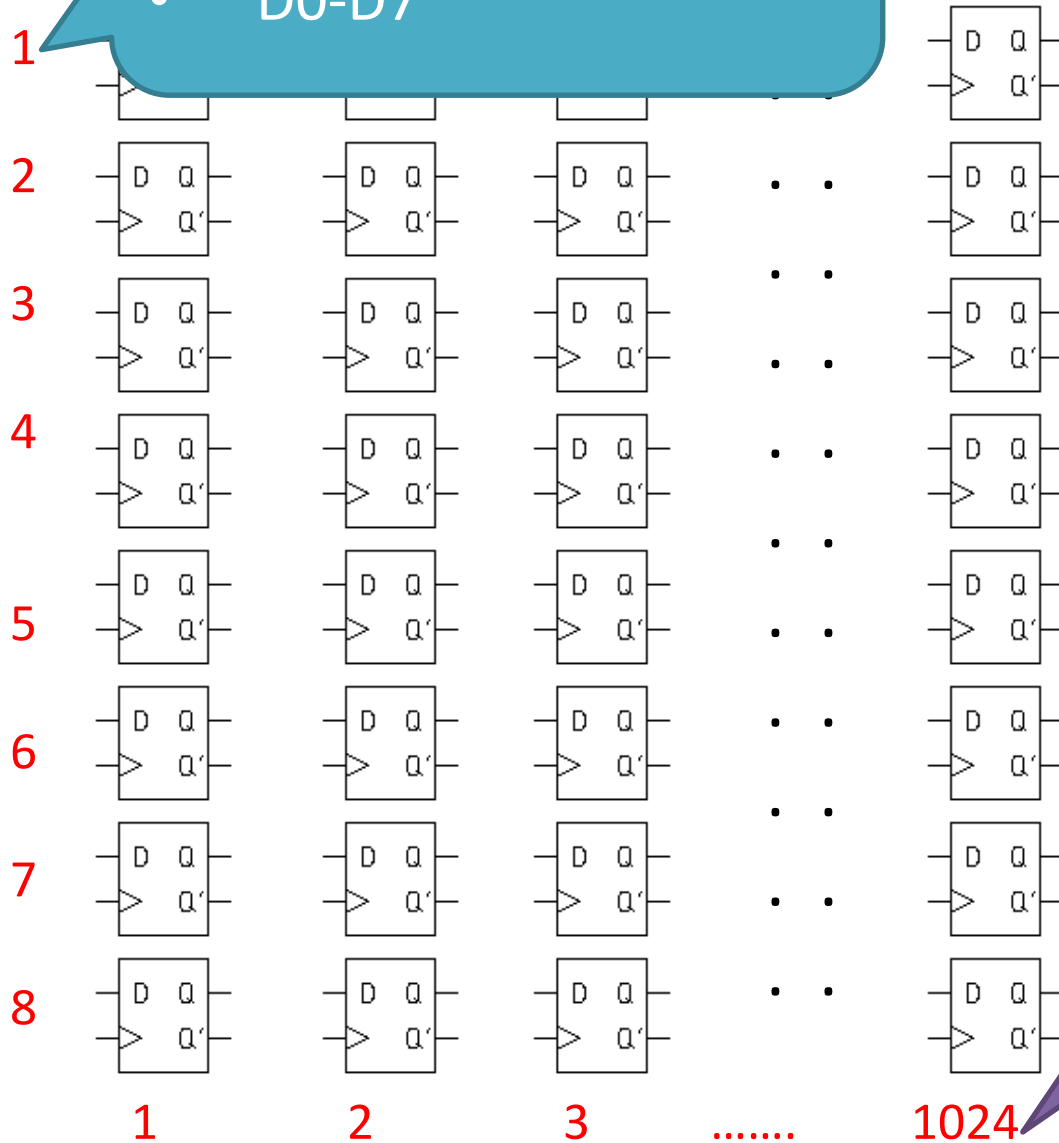 • D0-D7
1 D Q
Q'
2 D Q D Q D Q . . D Q
Q' Q' Q' Q'
3 D Q D Q D Q . . D Q
Q' Q' Q' Q'
4 D Q D Q D Q . . D Q
Q' Q' Q' Q'
5 D Q D Q D Q . . D Q
Q' Q' Q' Q'
6 D Q D Q D Q . . D Q
Q' Q' Q' Q'
7 D Q D Q D Q . . D Q
Q' Q' Q' Q'
8 D Q D Q D Q . . D Q
Q' Q' Q' Q'
1 2 3 ....... 1024